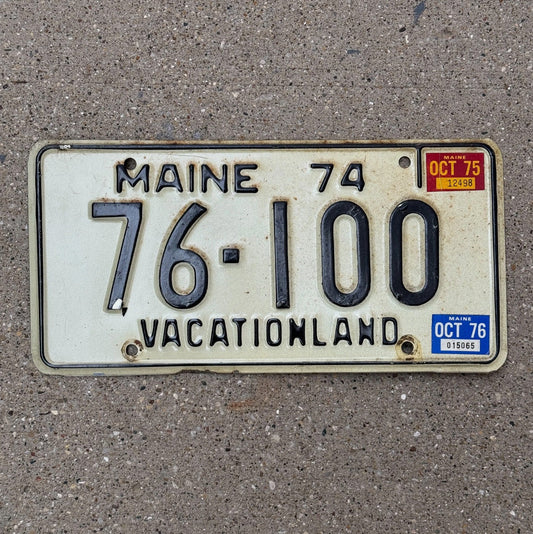 MAINE 74
MAINE
OCT 75
12498
76-100
VACATIONLAND
MAINE
OCT 76
015065